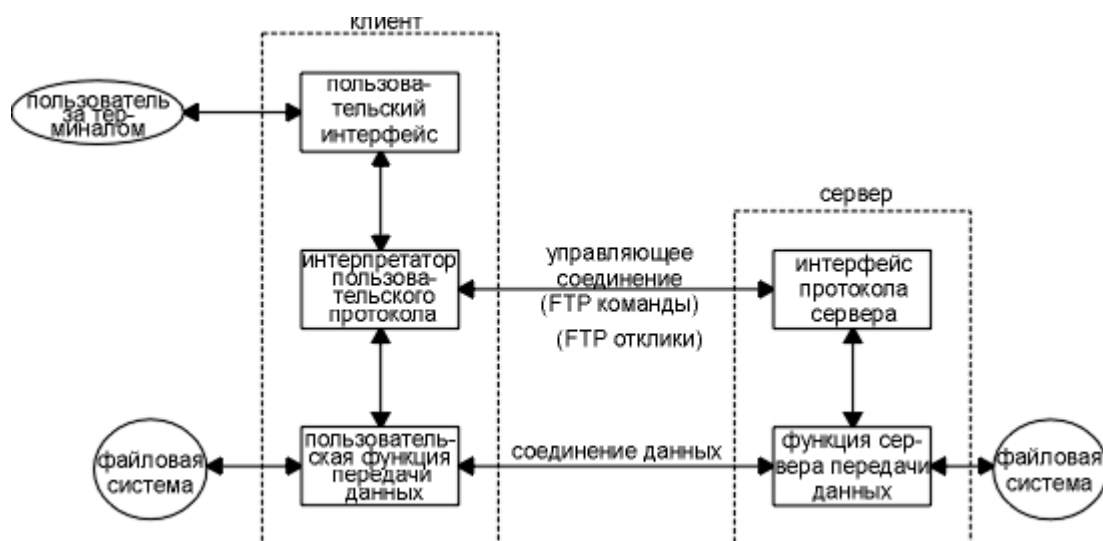 клиент
пользова-
тельский
интерфейс
пользователь
за тер-
миналом
сервер
интерпретатор
пользова-
тельского
протокола
управляющее
соединение
(FTP команды)
(FTP отклики)
интерфейс
протокола
сервера
файловая
система
пользователь-
ская функция
передачи
данных
соединение данных
функция сер-
вера передачи
данных
файловая
система